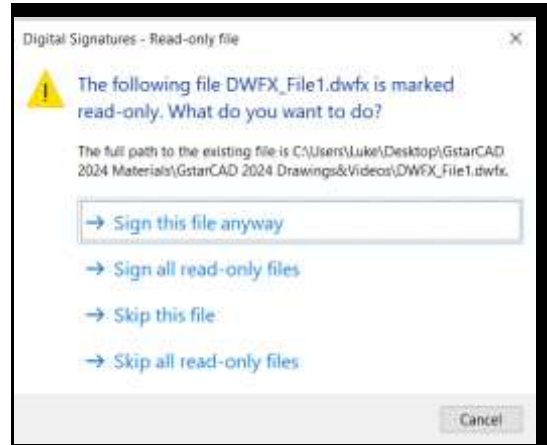 Digital Signatures - Read-only file
The following file DWFX_File1.dwfx is marked
read-only. What do you want to do?
The full path to the existing file is C:\Users\Luke\Desktop\GstarCAD
2024 Materials\GstarCAD 2024 Drawings&Videos\DWFX_File1.dwfx.
→ Sign this file anyway
→ Sign all read-only files
→ Skip this file
→ Skip all read-only files
Cancel